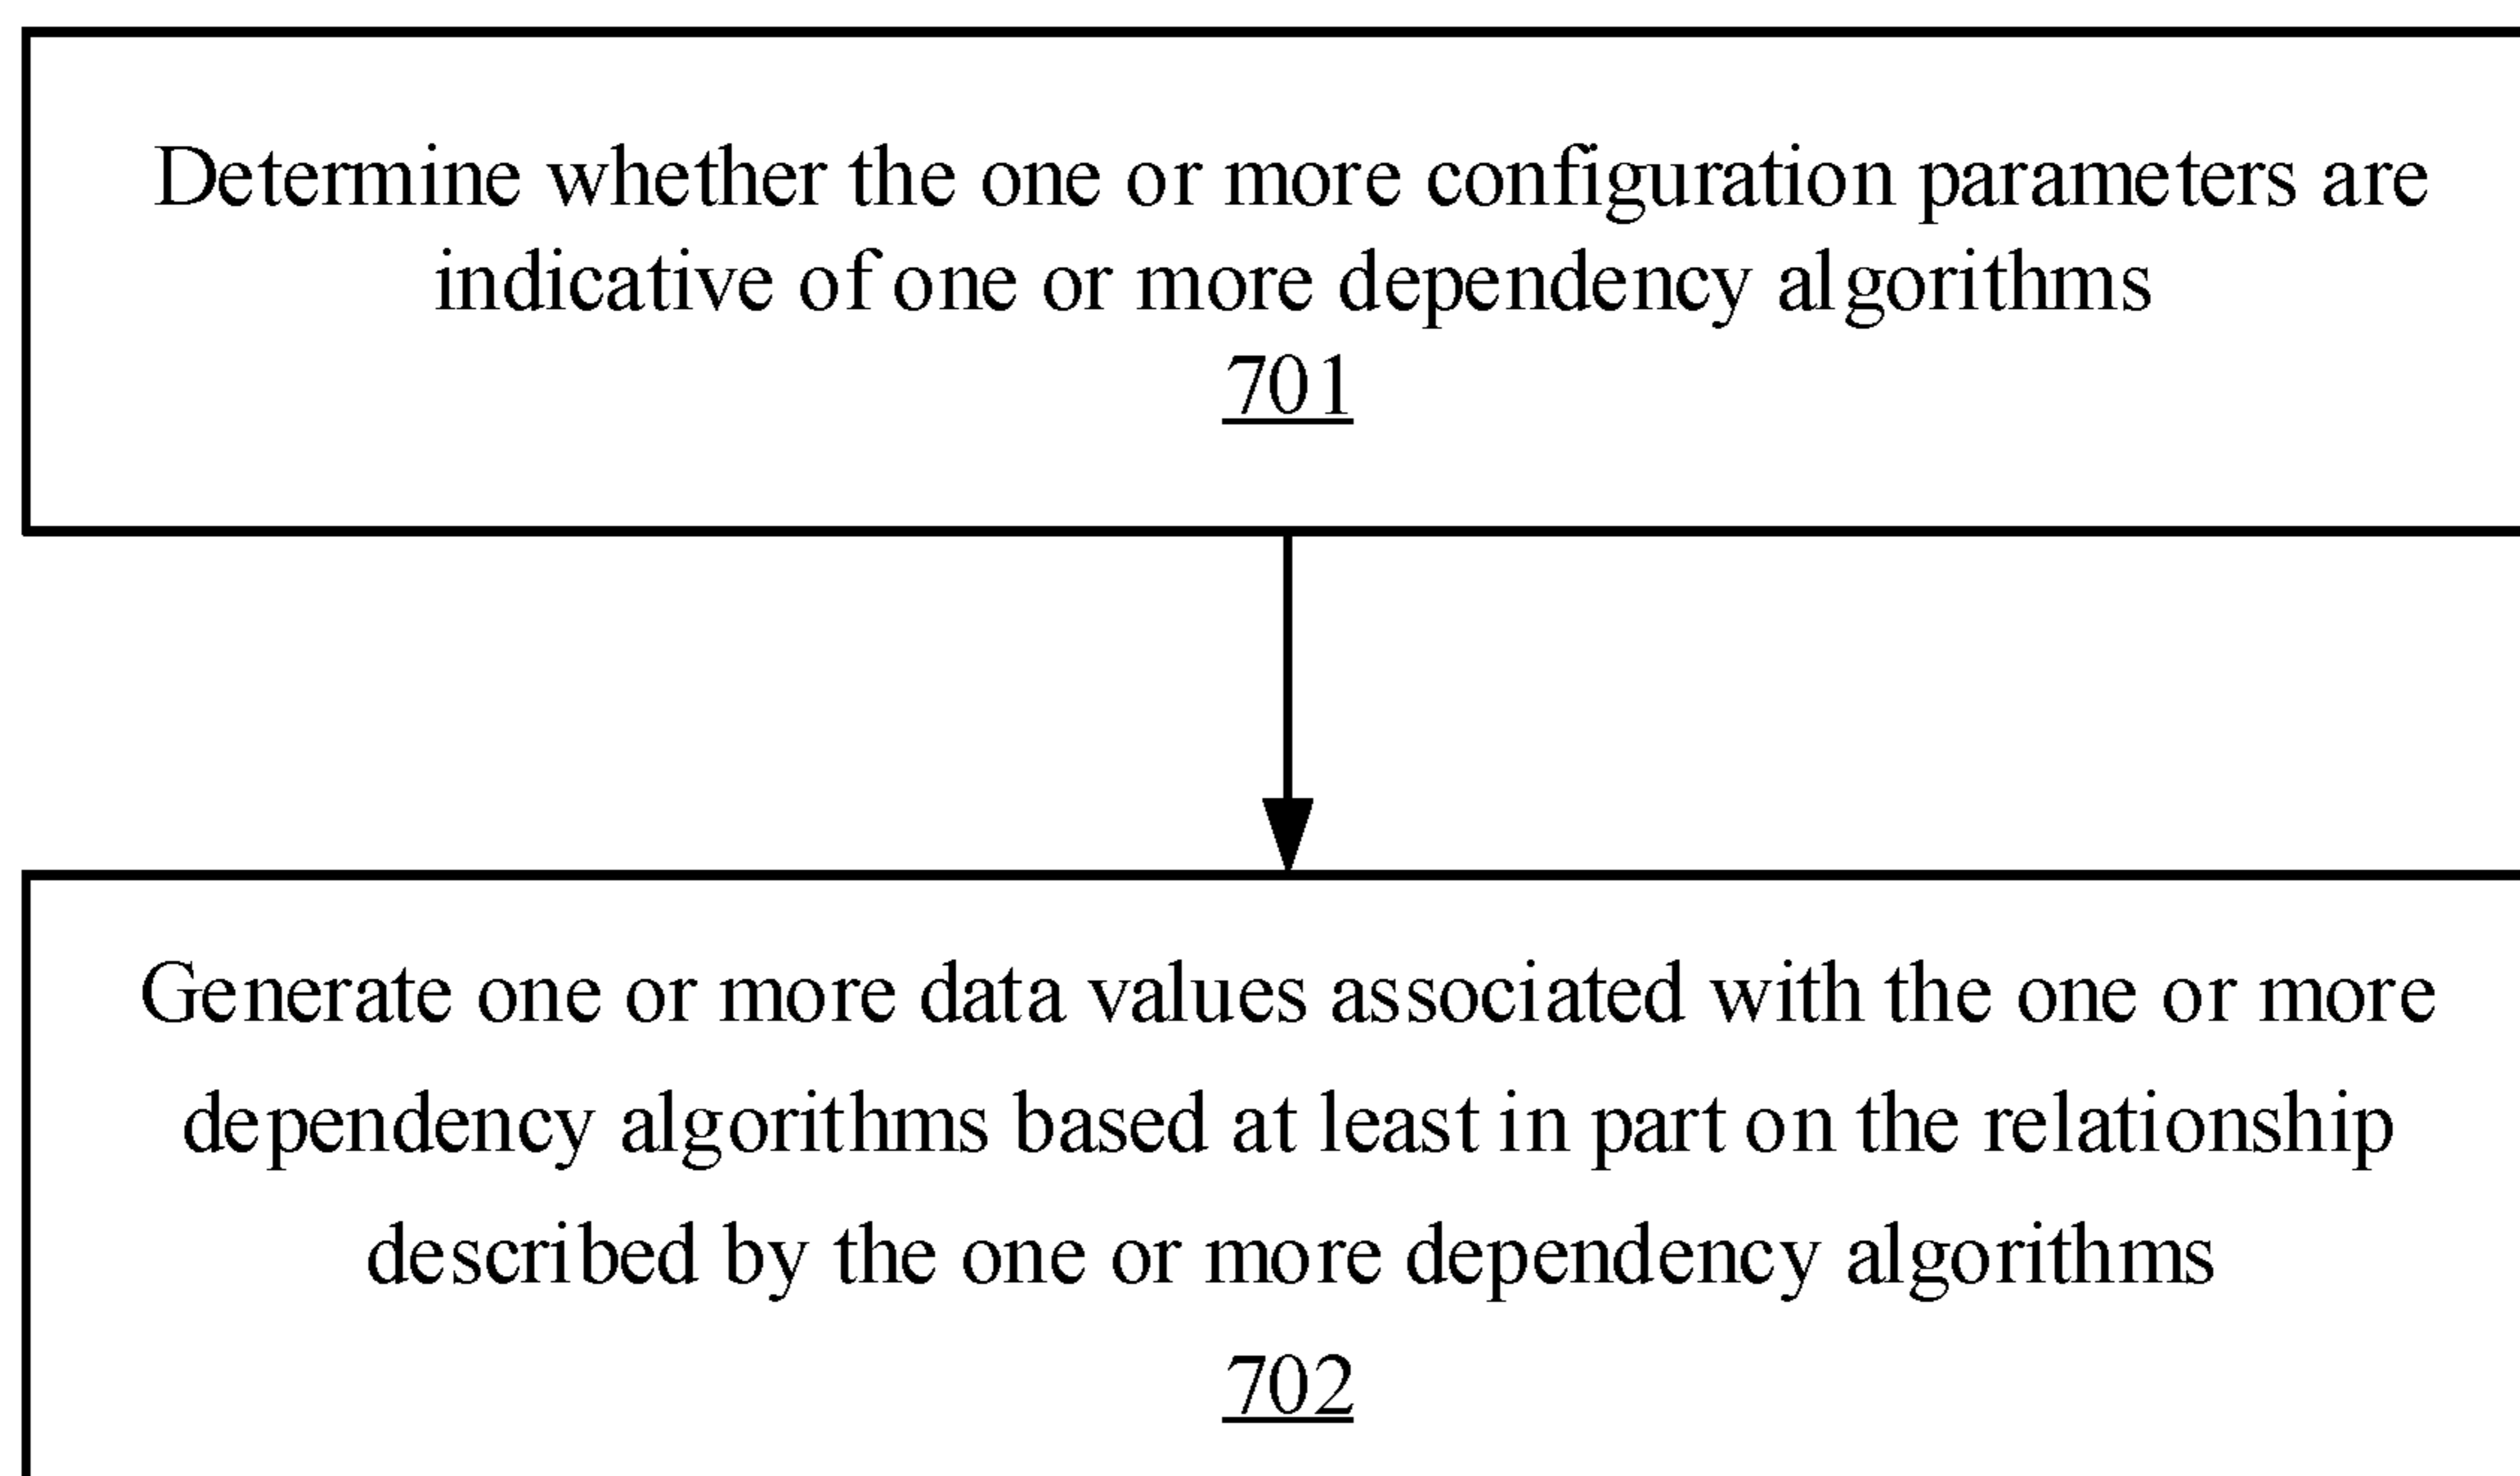 Determine whether the one or more configuration parameters are
indicative of one or more dependency algorithms
701
Generate one or more data values associated with the one or more
dependency algorithms based at least in part on the relationship
described by the one or more dependency algorithms
702